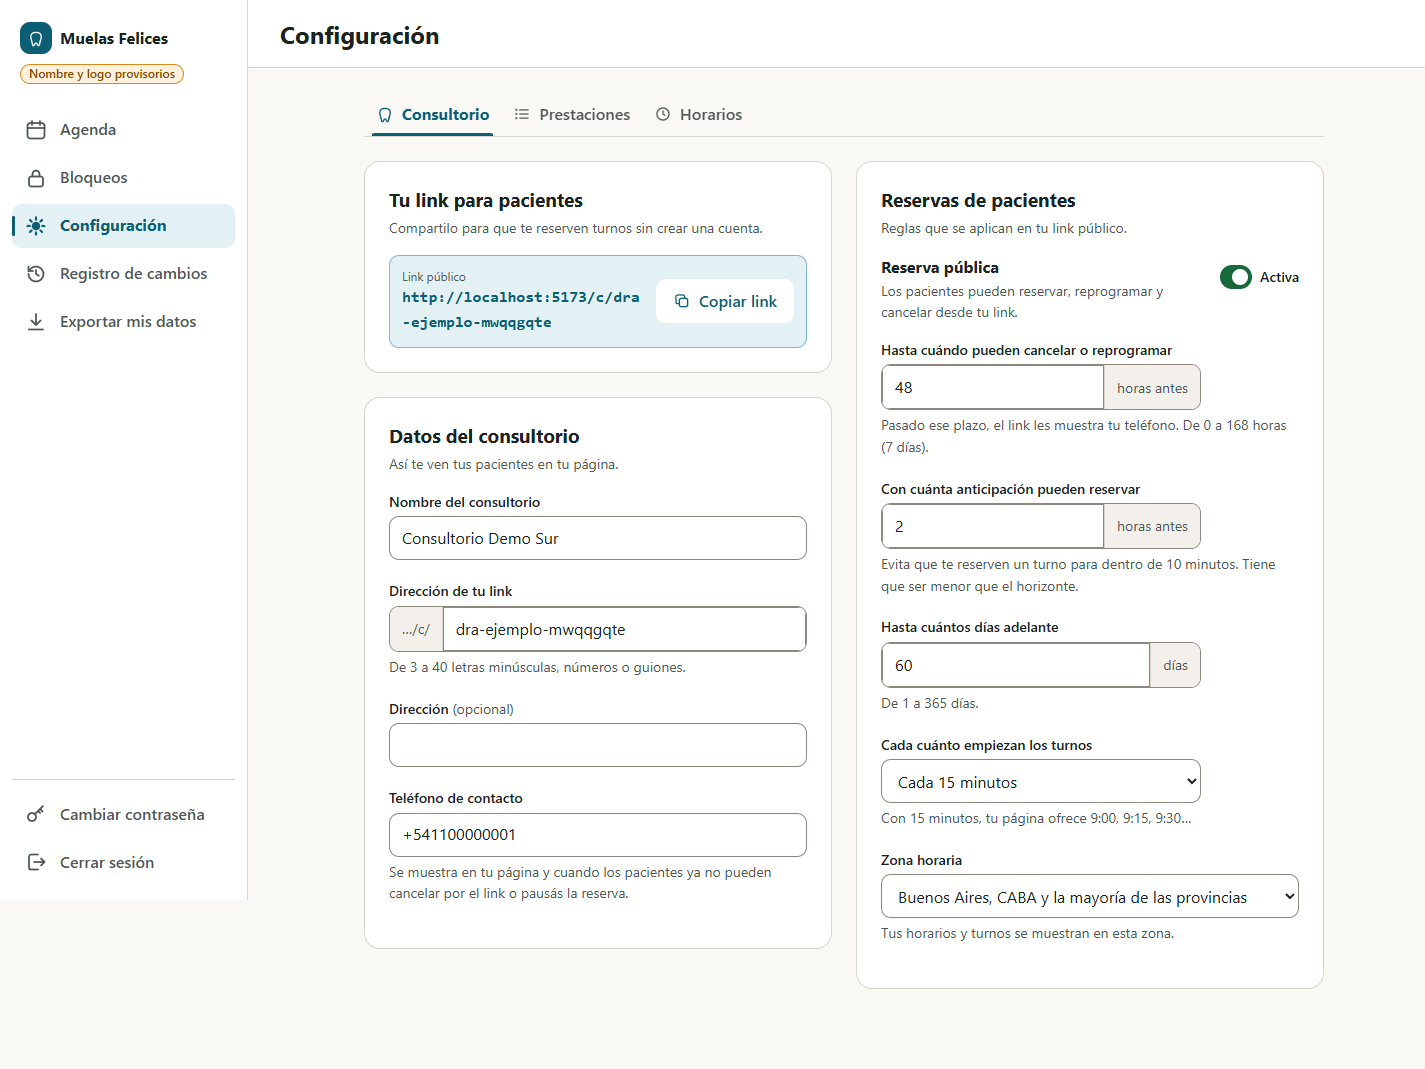 Muelas Felices
Nombre y logo provisorios
Agenda
Bloqueos
Configuración
Registro de cambios
Exportar mis datos
Cambiar contraseña
Cerrar sesión
Configuración
Consultorio
Prestaciones
Horarios
Tu link para pacientes
Compartilo para que te reserven turnos sin crear una cuenta.
Link público
http://localhost:5173/c/dra
-ejemplo-mwqqgqte
Copiar link
Datos del consultorio
Así te ven tus pacientes en tu página.
Nombre del consultorio
Consultorio Demo Sur
Dirección de tu link
.../c/
dra-ejemplo-mwqqgqte
De 3 a 40 letras minúsculas, números o guiones.
Dirección (opcional)
Teléfono de contacto
+541100000001
Se muestra en tu página y cuando los pacientes ya no pueden
cancelar por el link o pausás la reserva.
Reservas de pacientes
Reglas que se aplican en tu link público.
Reserva pública
Los pacientes pueden reservar, reprogramar y
cancelar desde tu link.
Activa
Hasta cuándo pueden cancelar o reprogramar
48
horas antes
Pasado ese plazo, el link les muestra tu teléfono. De 0 a 168 horas
(7 días).
Con cuánta anticipación pueden reservar
2
horas antes
Evita que te reserven un turno para dentro de 10 minutos. Tiene
que ser menor que el horizonte.
Hasta cuántos días adelante
60
días
De 1 a 365 días.
Cada cuánto empiezan los turnos
Cada 15 minutos
Con 15 minutos, tu página ofrece 9:00, 9:15, 9:30...
Zona horaria
Buenos Aires, CABA y la mayoría de las provincias
Tus horarios y turnos se muestran en esta zona.